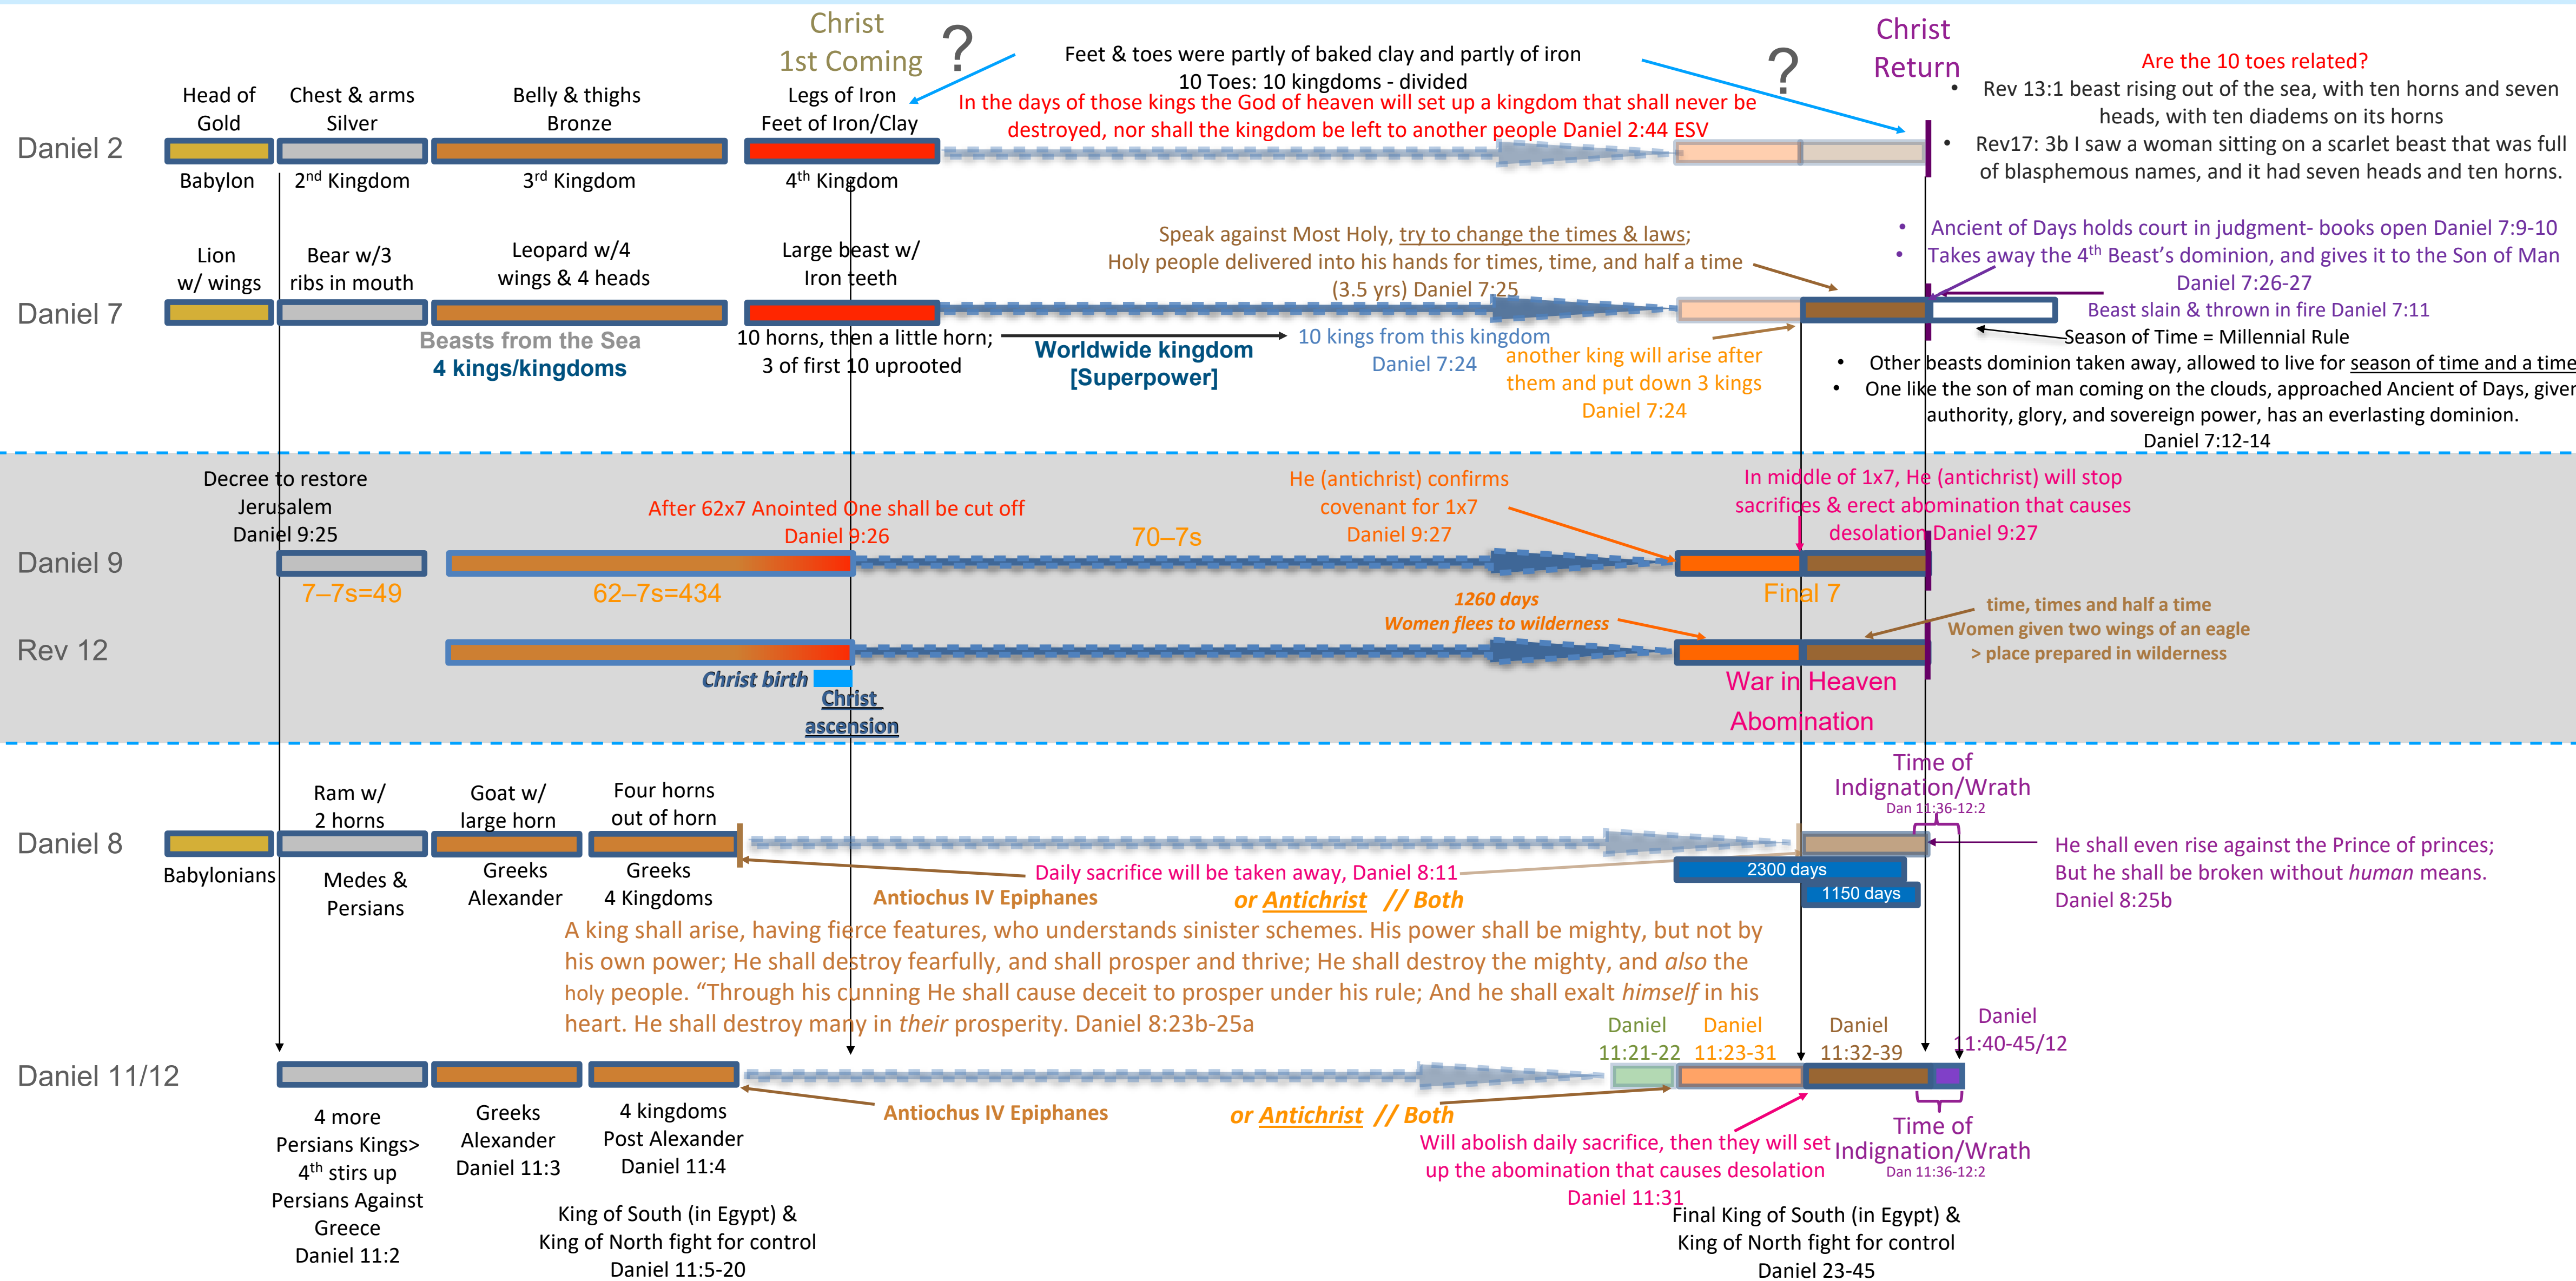 Christ
1st Coming
?
Feet & toes were partly of baked clay and partly of iron
10 Toes: 10 kingdoms - divided
In the days of those kings the God of heaven will set up a kingdom that shall never be
destroyed, nor shall the kingdom be left to another people Daniel 2:44 ESV
?
Christ
Return
Are the 10 toes related?
• Rev 13:1 beast rising out of the sea, with ten horns and seven
heads, with ten diadems on its horns
• Rev17: 3b I saw a woman sitting on a scarlet beast that was full
of blasphemous names, and it had seven heads and ten horns.
Daniel 2
Head of
Gold
Babylon
Chest & arms
Silver
2nd Kingdom
Belly & thighs
Bronze
3rd Kingdom
Legs of Iron
Feet of Iron/Clay
4th Kingdom
Daniel 7
Lion
w/ wings
Bear w/3
ribs in mouth
Leopard w/4
wings & 4 heads
Beasts from the Sea
4 kings/kingdoms
Large beast w/
Iron teeth
10 horns, then a little horn;
3 of first 10 uprooted
Worldwide kingdom
[Superpower]
Speak against Most Holy, try to change the times & laws;
Holy people delivered into his hands for times, time, and half a time
(3.5 yrs) Daniel 7:25
10 kings from this kingdom
Daniel 7:24
another king will arise after
them and put down 3 kings
Daniel 7:24
• Ancient of Days holds court in judgment- books open Daniel 7:9-10
• Takes away the 4th Beast's dominion, and gives it to the Son of Man
Daniel 7:26-27
Beast slain & thrown in fire Daniel 7:11
Season of Time = Millennial Rule
• Other beasts dominion taken away, allowed to live for season of time and a time
• One like the son of man coming on the clouds, approached Ancient of Days, given
authority, glory, and sovereign power, has an everlasting dominion.
Daniel 7:12-14
Daniel 9
Decree to restore
Jerusalem
Daniel 9:25
7–7s=49
After 62x7 Anointed One shall be cut off
Daniel 9:26
62–7s=434
70–7s
He (antichrist) confirms
covenant for 1x7
Daniel 9:27
In middle of 1x7, He (antichrist) will stop
sacrifices & erect abomination that causes
desolation Daniel 9:27
Final 7
Rev 12
Christ birth
Christ
ascension
1260 days
Women flees to wilderness
time, times and half a time
Women given two wings of an eagle
> place prepared in wilderness
War in Heaven
Abomination
Daniel 8
Babylonians
Ram w/
2 horns
Medes &
Persians
Goat w/
large horn
Greeks
Alexander
Four horns
out of horn
Greeks
4 Kingdoms
Daily sacrifice will be taken away, Daniel 8:11
Antiochus IV Epiphanes
or Antichrist // Both
Time of
Indignation/Wrath
Dan 11:36-12:2
2300 days
1150 days
He shall even rise against the Prince of princes;
But he shall be broken without human means.
Daniel 8:25b
A king shall arise, having fierce features, who understands sinister schemes. His power shall be mighty, but not by
his own power; He shall destroy fearfully, and shall prosper and thrive; He shall destroy the mighty, and also the
holy people. “Through his cunning He shall cause deceit to prosper under his rule; And he shall exalt himself in his
heart. He shall destroy many in their prosperity. Daniel 8:23b-25a
Daniel 11/12
4 more
Persians Kings>
4th stirs up
Persians Against
Greece
Daniel 11:2
Greeks
Alexander
Daniel 11:3
4 kingdoms
Post Alexander
Daniel 11:4
King of South (in Egypt) &
King of North fight for control
Daniel 11:5-20
Antiochus IV Epiphanes
or Antichrist // Both
Daniel
11:21-22
Daniel
11:23-31
Daniel
11:32-39
Daniel
11:40-45/12
Will abolish daily sacrifice, then they will set
up the abomination that causes desolation
Daniel 11:31
Time of
Indignation/Wrath
Dan 11:36-12:2
Final King of South (in Egypt) &
King of North fight for control
Daniel 23-45